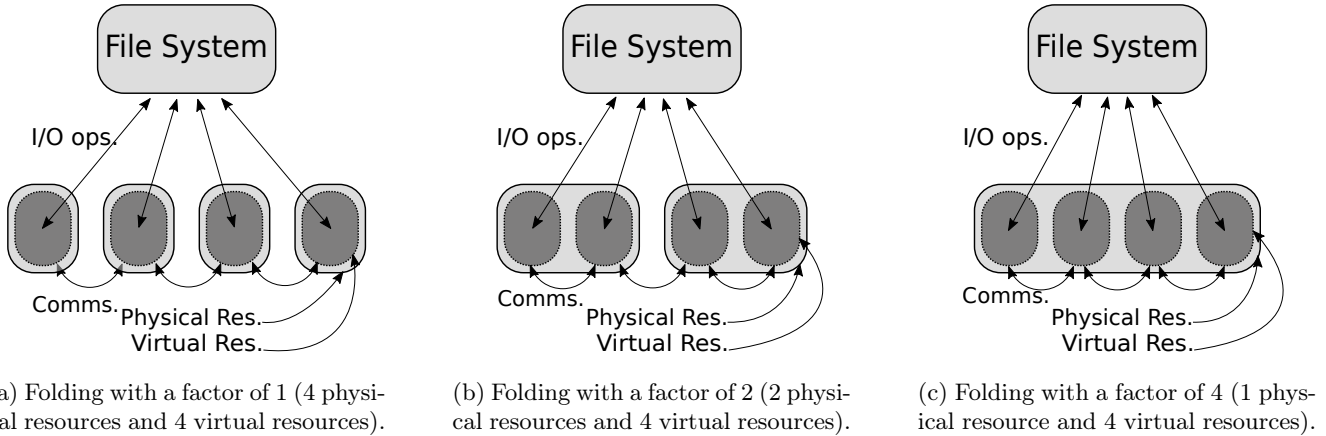 File System
I/O ops.
Comms.
Physical Res.
Virtual Res.
a) Folding with a factor of 1 (4 physi-
al resources and 4 virtual resources).
File System
I/O ops.
Comms.
Physical Res.
Virtual Res.
(b) Folding with a factor of 2 (2 physi-
cal resources and 4 virtual resources).
File System
I/O ops.
Comms.
Physical Res.
Virtual Res.
(c) Folding with a factor of 4 (1 phys-
ical resource and 4 virtual resources).